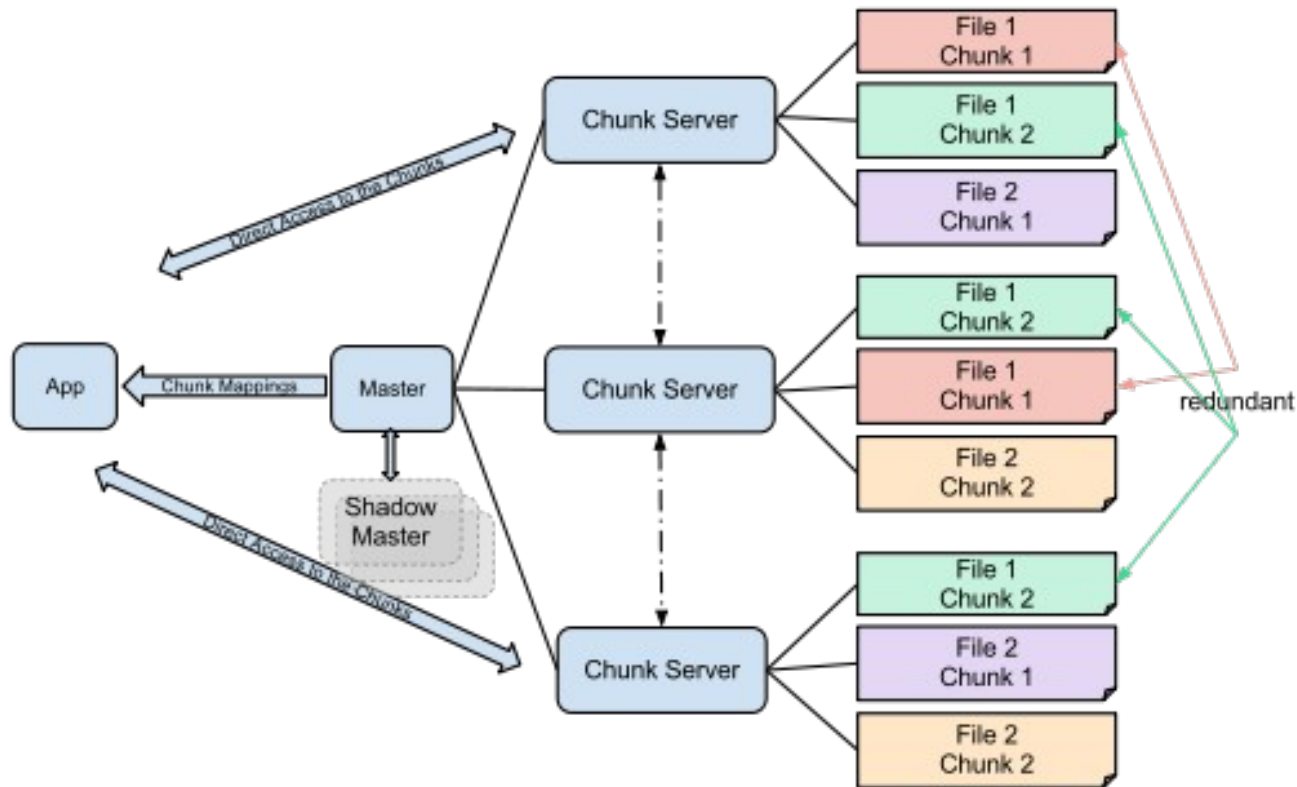 File 1
Chunk 1
File 1
Chunk 2
File 2
Chunk 1
Chunk Server
Direct Access to the Chunks
File 1
Chunk 2
File 1
Chunk 1
File 2
Chunk 2
Chunk Server
App
Chunk Mappings
Master
redundant
Shadow
Master
Direct Access to the Chunks
File 1
Chunk 2
File 2
Chunk 1
File 2
Chunk 2
Chunk Server